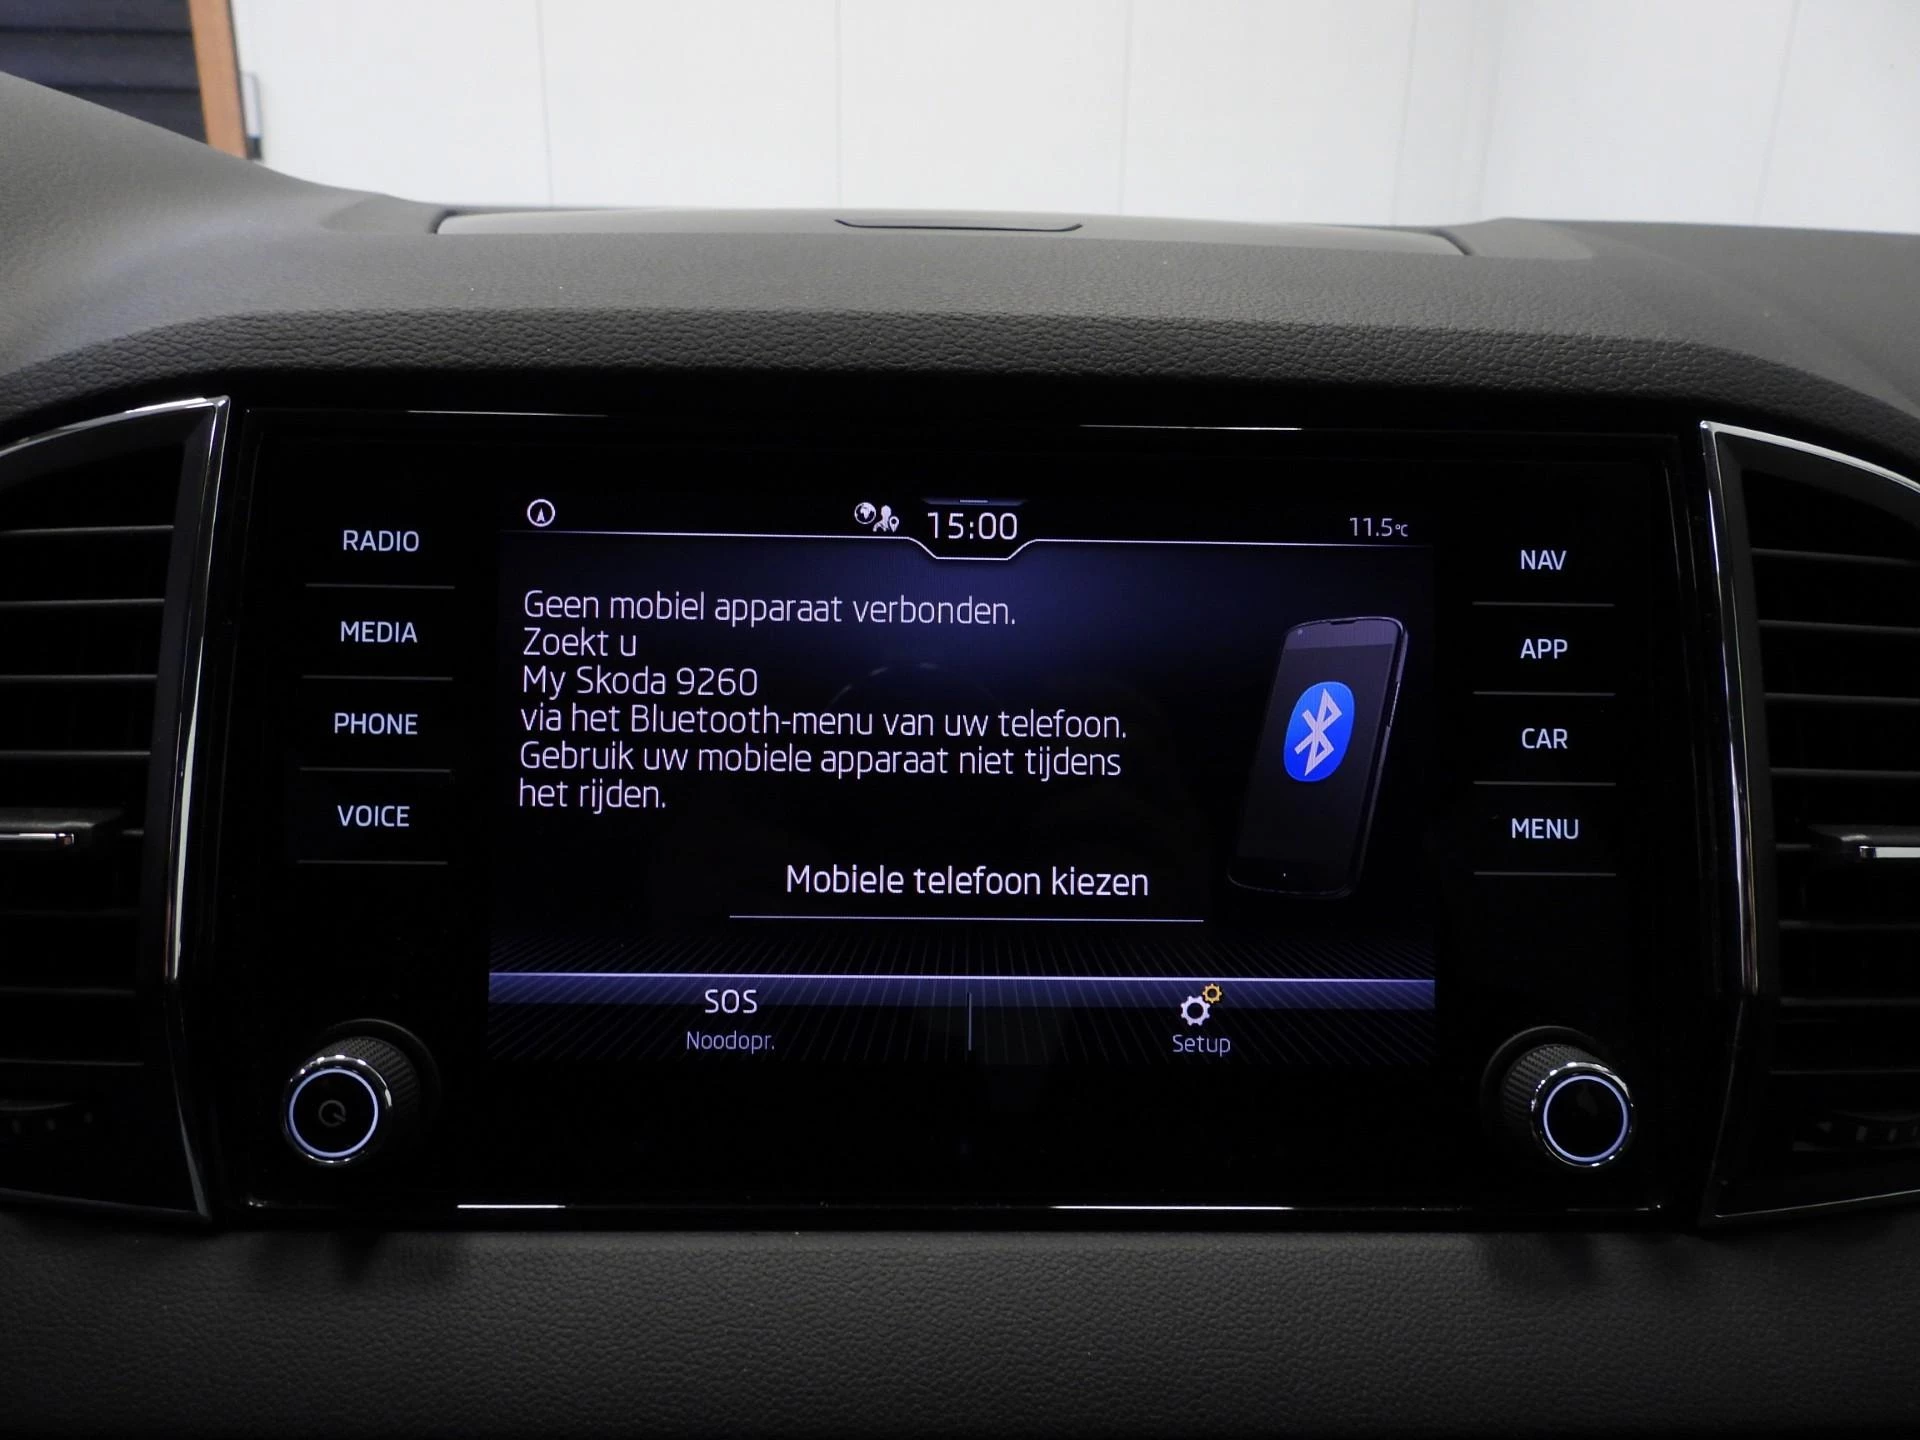 15:00
11.5°C
RADIO
MEDIA
PHONE
VOICE
Geen mobiel apparaat verbonden.
Zoekt u
My Skoda 9260
via het Bluetooth-menu van uw telefoon.
Gebruik uw mobiele apparaat niet tijdens
het rijden.
Mobiele telefoon kiezen
SOS
Noodopr.
Setup
NAV
APP
CAR
MENU